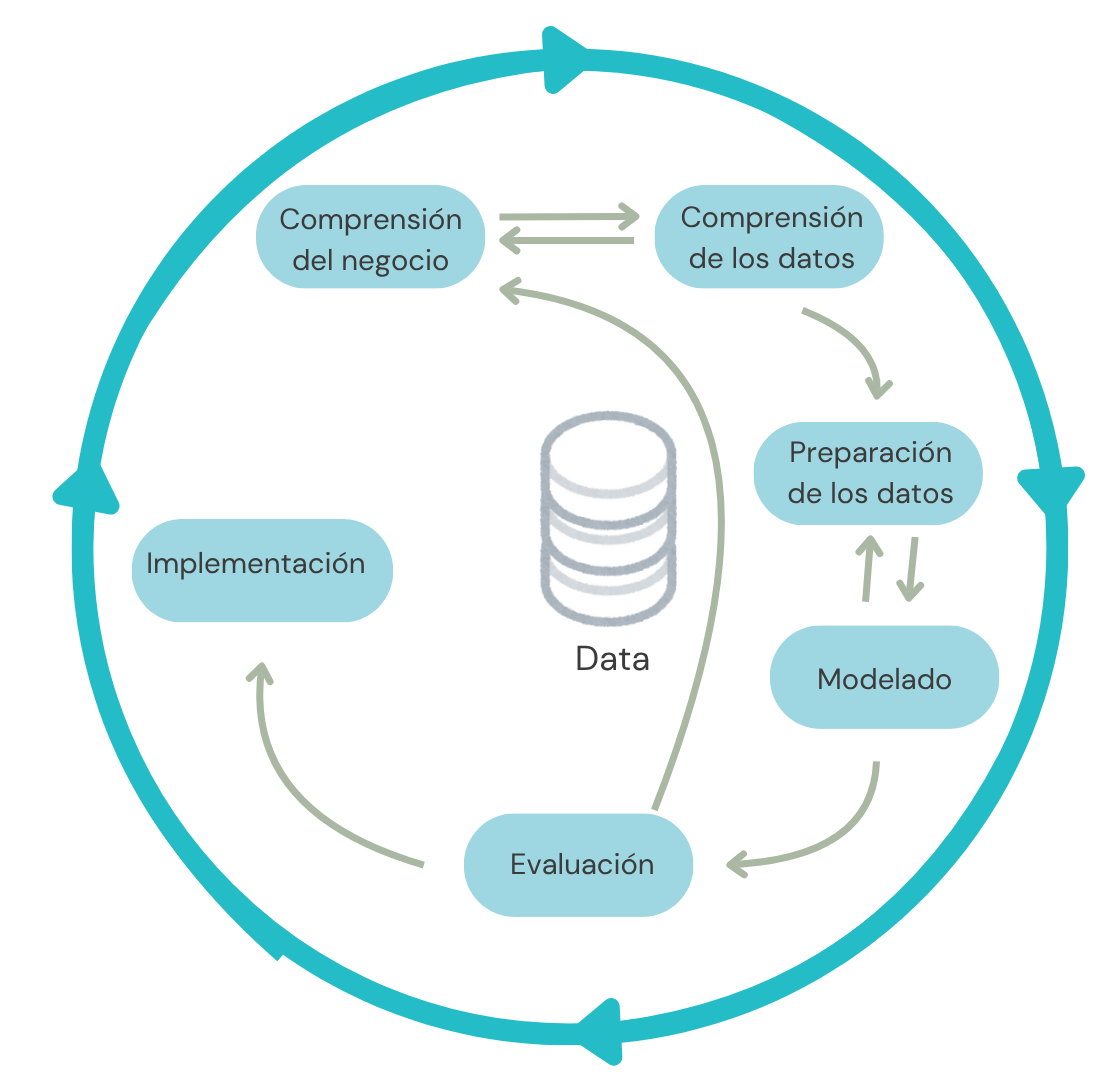 Comprensión
del negocio
Comprensión
de los datos
Preparación
de los datos
Implementación
Data
Modelado
Evaluación